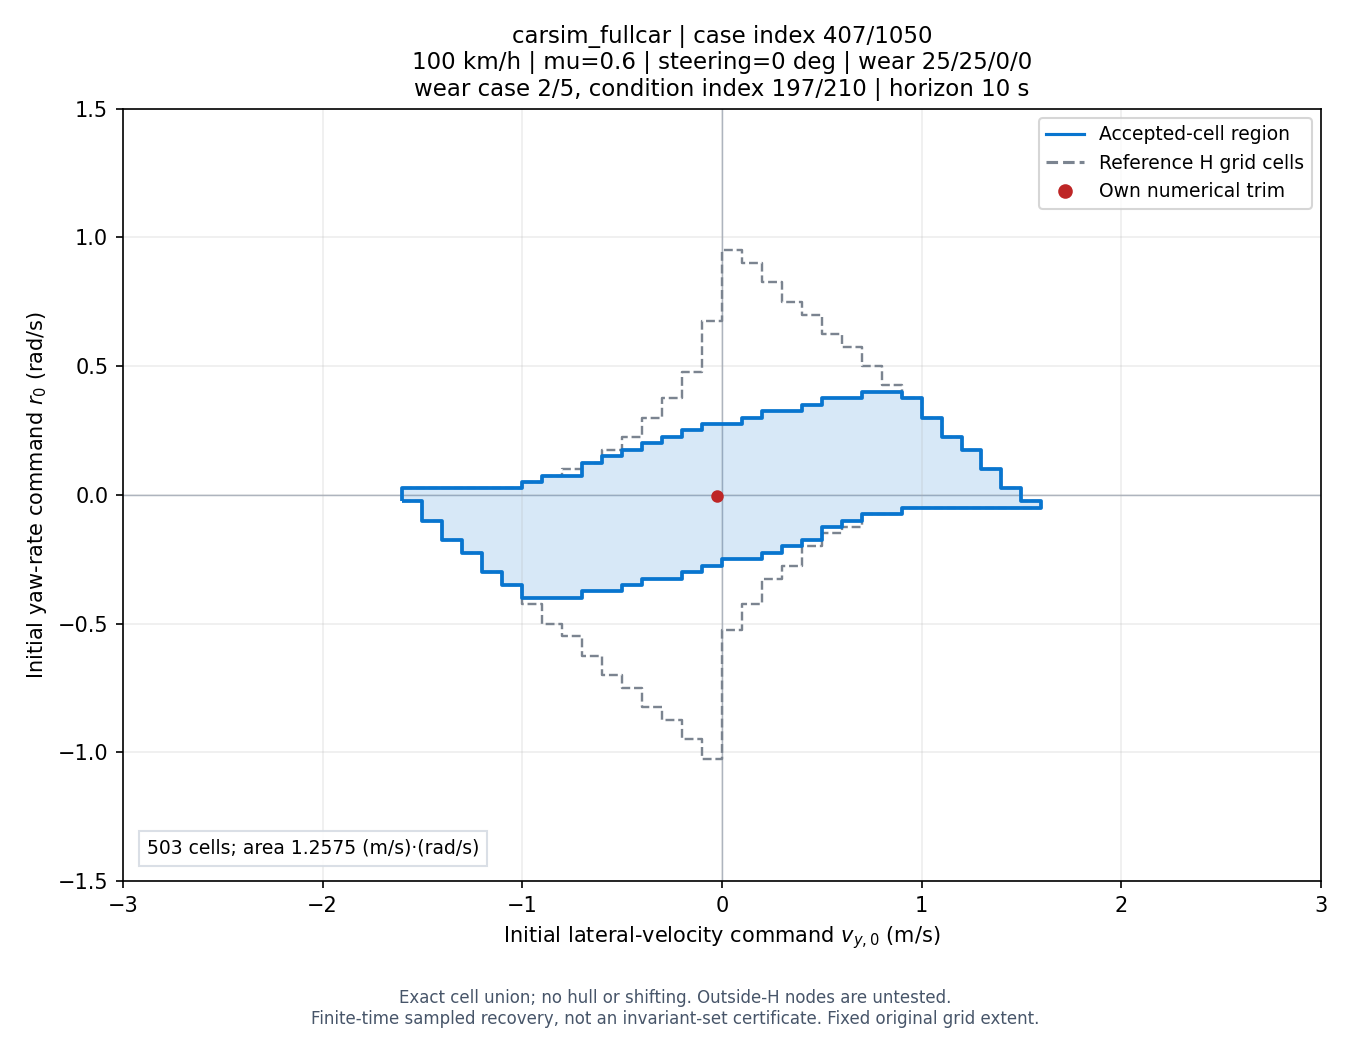 carsim_fullcar | case index 407/1050
100 km/h | mu=0.6 | steering=0 deg | wear 25/25/0/0
wear case 2/5, condition index 197/210 | horizon 10 s
Accepted-cell region
Reference H grid cells
Own numerical trim
1.5
1.0
0.5
0.0
−0.5
−1.0
−1.5
Initial yaw-rate command r0 (rad/s)
503 cells; area 1.2575 (m/s)·(rad/s)
−3
−2
−1
0
1
2
3
Initial lateral-velocity command vy,0 (m/s)
Exact cell union; no hull or shifting. Outside-H nodes are untested.
Finite-time sampled recovery, not an invariant-set certificate. Fixed original grid extent.